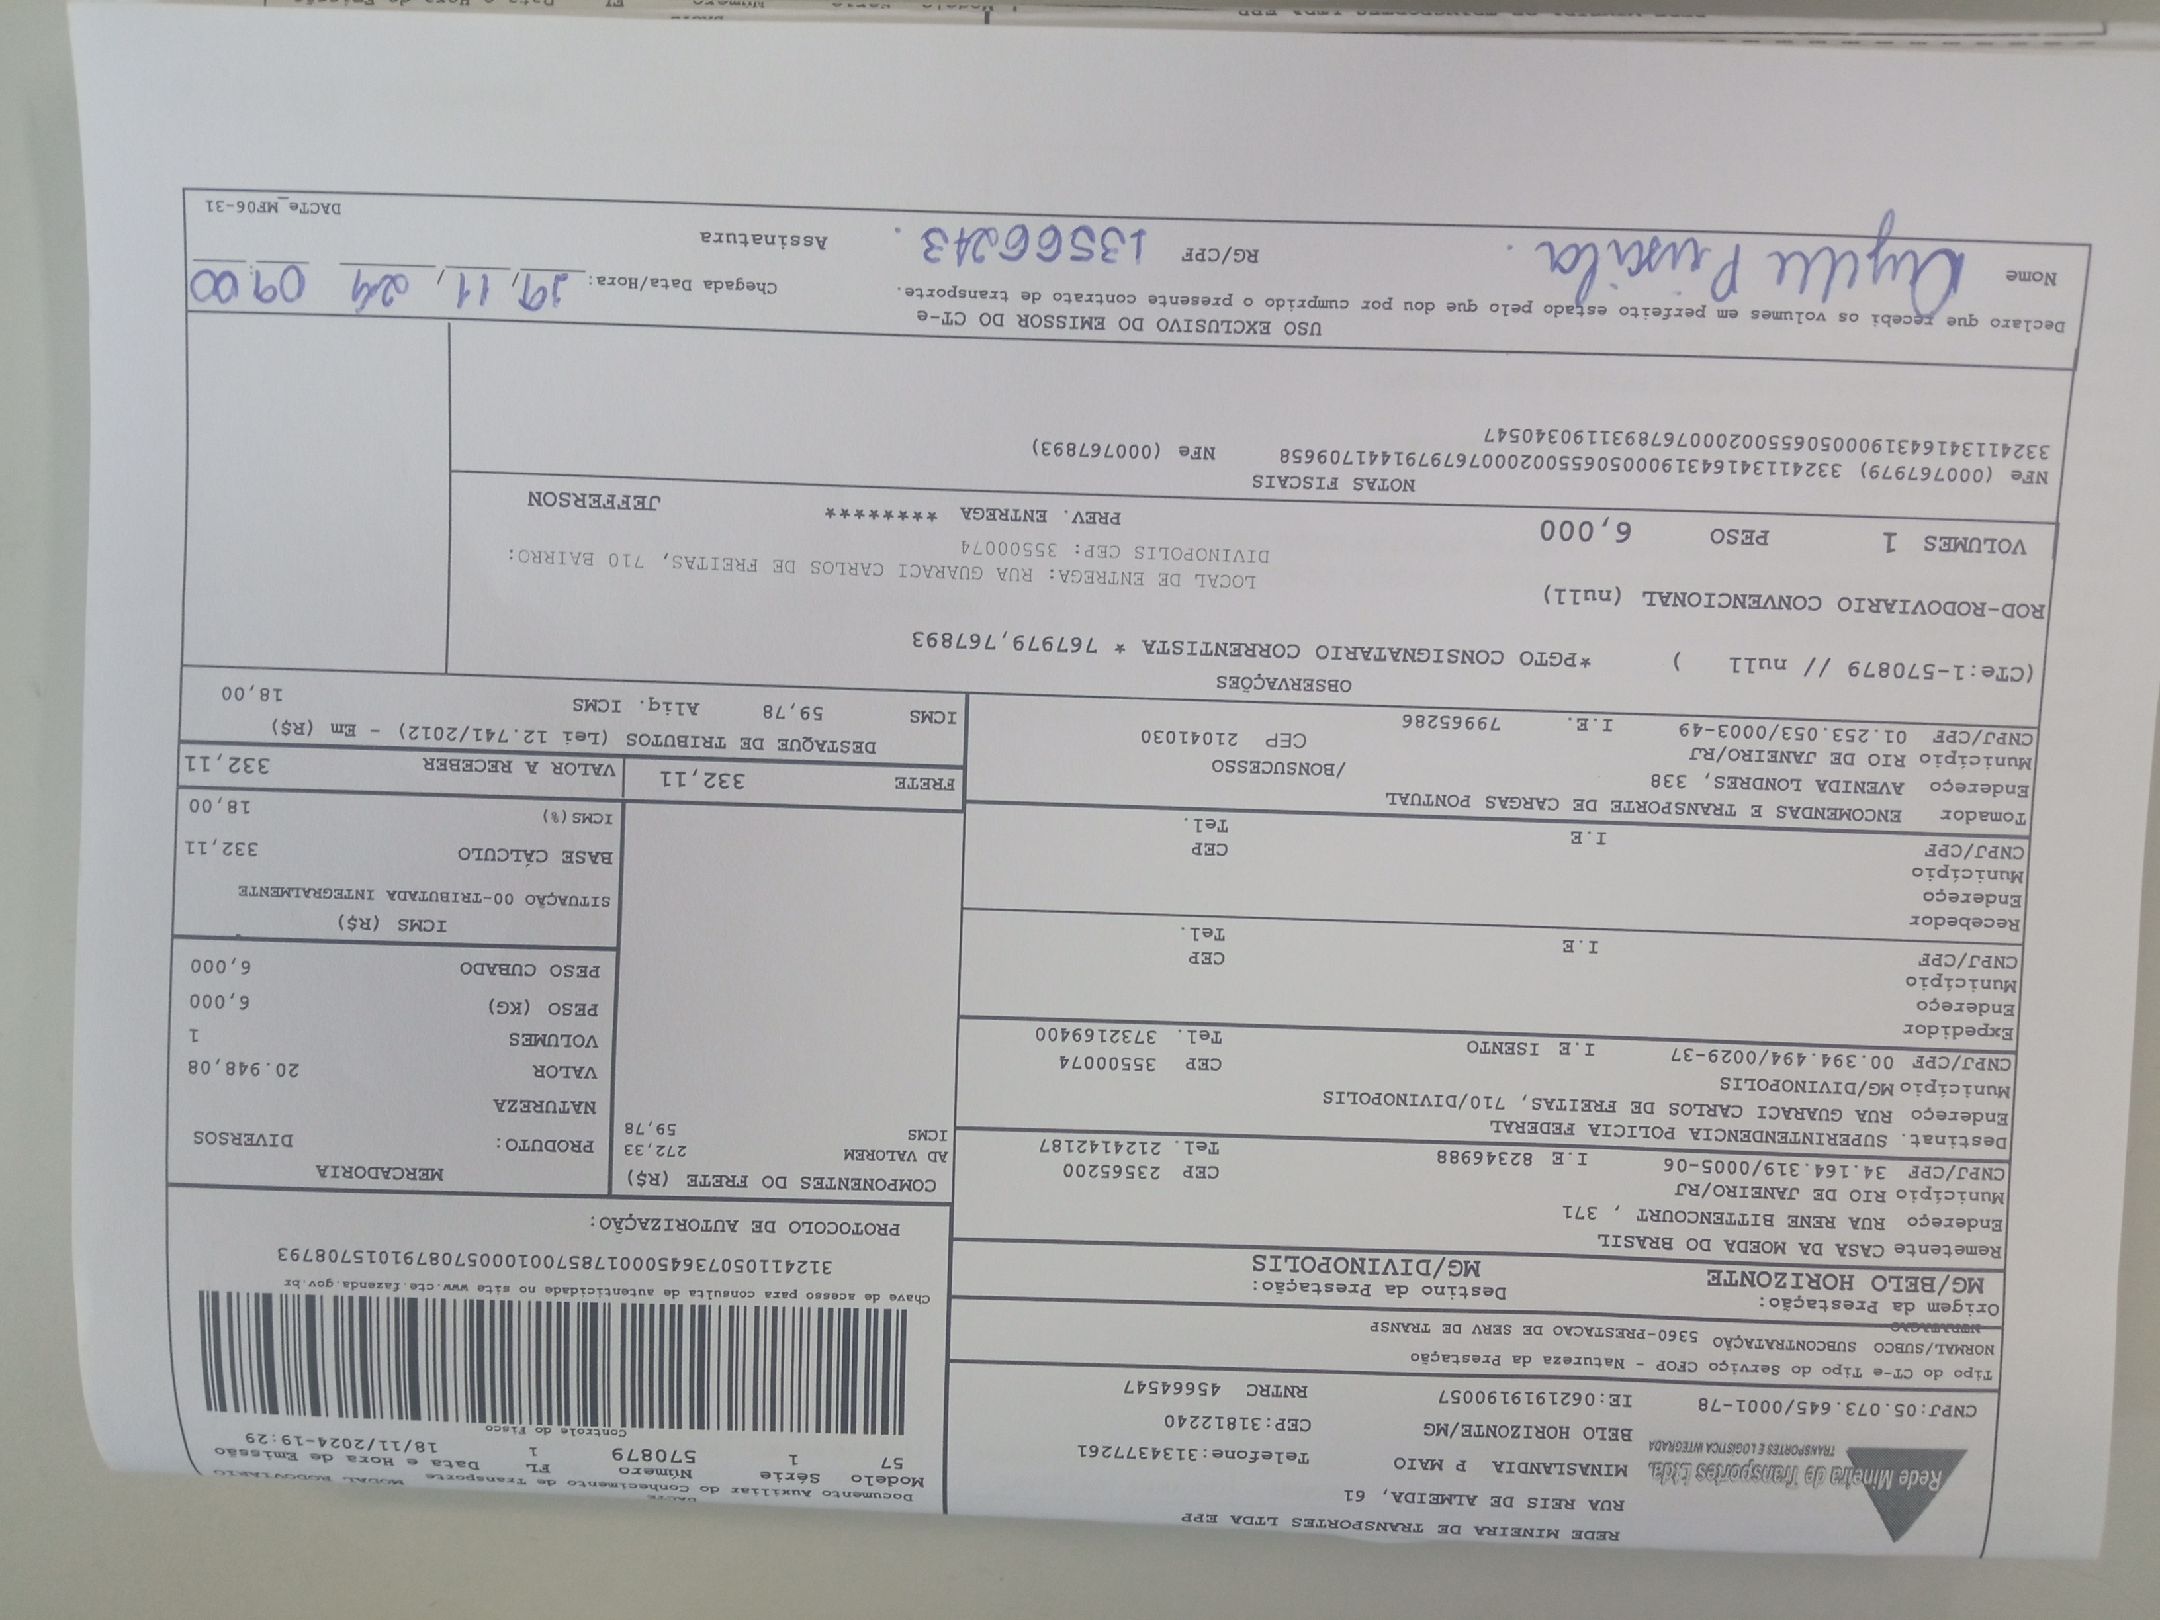 REDE MINEIRA DE TRANSPORTES LTDA EPP
RUA REIS DE ALMEIDA, 61
Rede Mineira de Transportes Ltda.
TRANSPORTES E LOGÍSTICA INTEGRADA
MINASLANDIA P MAIO Telefone:3134377261
BELO HORIZONTE/MG CEP:31812240
CNPJ:05.073.645/0001-78 IE:0621919190057 RNTRC 45664547
DACTE
Documento Auxiliar do Conhecimento de Transporte MODAL RODOVIÁRIO
Modelo Série Número FL Data e Hora de Emissão
57 1 570879 1 18/11/2024-19:29
Controle do Fisco
Chave de acesso para consulta de autenticidade no site www.cte.fazenda.gov.br
31241105073645000178570010005708791015708793
PROTOCOLO DE AUTORIZAÇÃO:
Tipo do CT-e Tipo do Serviço CFOP - Natureza da Prestação
NORMAL/SUBCO SUBCONTRATAÇÃO 5360-PRESTACAO DE SERV DE TRANSP
Origem da Prestação: Destino da Prestação:
MG/BELO HORIZONTE MG/DIVINOPOLIS
Remetente CASA DA MOEDA DO BRASIL
Endereço RUA RENE BITTENCOURT , 371
Município RIO DE JANEIRO/RJ CEP 23565200
CNPJ/CPF 34.164.319/0005-06 I.E 82346988 Tel. 2124142187
Destinat. SUPERINTENDENCIA POLICIA FEDERAL
Endereço RUA GUARACI CARLOS DE FREITAS, 710/DIVINOPOLIS
Município MG/DIVINOPOLIS CEP 35500074
CNPJ/CPF 00.394.494/0029-37 I.E ISENTO Tel. 3732169400
Expedidor
Endereço
Município CEP
CNPJ/CPF I.E Tel.
Recebedor
Endereço
Município CEP
CNPJ/CPF I.E Tel.
Tomador ENCOMENDAS E TRANSPORTE DE CARGAS PONTUAL
Endereço AVENIDA LONDRES, 338 /BONSUCESSO
Município RIO DE JANEIRO/RJ CEP 21041030
CNPJ/CPF 01.253.053/0003-49 I.E. 79965286
COMPONENTES DO FRETE (R$)
AD VALOREM 272,33
ICMS 59,78
MERCADORIA
PRODUTO: DIVERSOS
NATUREZA
VALOR 20.948,08
VOLUMES 1
PESO (KG) 6,000
PESO CUBADO 6,000
ICMS (R$)
SITUAÇÃO 00-TRIBUTADA INTEGRALMENTE
BASE CÁLCULO 332,11
ICMS(%) 18,00
FRETE 332,11 VALOR A RECEBER 332,11
DESTAQUE DE TRIBUTOS (Lei 12.741/2012) - Em (R$)
ICMS 59,78 Aliq. ICMS 18,00
OBSERVAÇÕES
(CTe:1-570879 // null ) *PGTO CONSIGNATARIO CORRENTISTA * 767979,767893
ROD-RODOVIARIO CONVENCIONAL (null)
LOCAL DE ENTREGA: RUA GUARACI CARLOS DE FREITAS, 710 BAIRRO:
DIVINOPOLIS CEP: 35500074
VOLUMES 1 PESO 6,000 PREV. ENTREGA ******** JEFFERSON
NOTAS FISCAIS
NFe (000767979) 33241134164319000506550020007679791441709658 NFe (000767893)
33241134164319000506550020007678931190340547
USO EXCLUSIVO DO EMISSOR DO CT-e
Declaro que recebi os volumes em perfeito estado pelo que dou por cumprido o presente contrato de transporte.
Chegada Data/Hora: 29, 11, 24 09:00
Nome Priscila. RG/CPF 13566243. Assinatura
DACTe_MF06-31